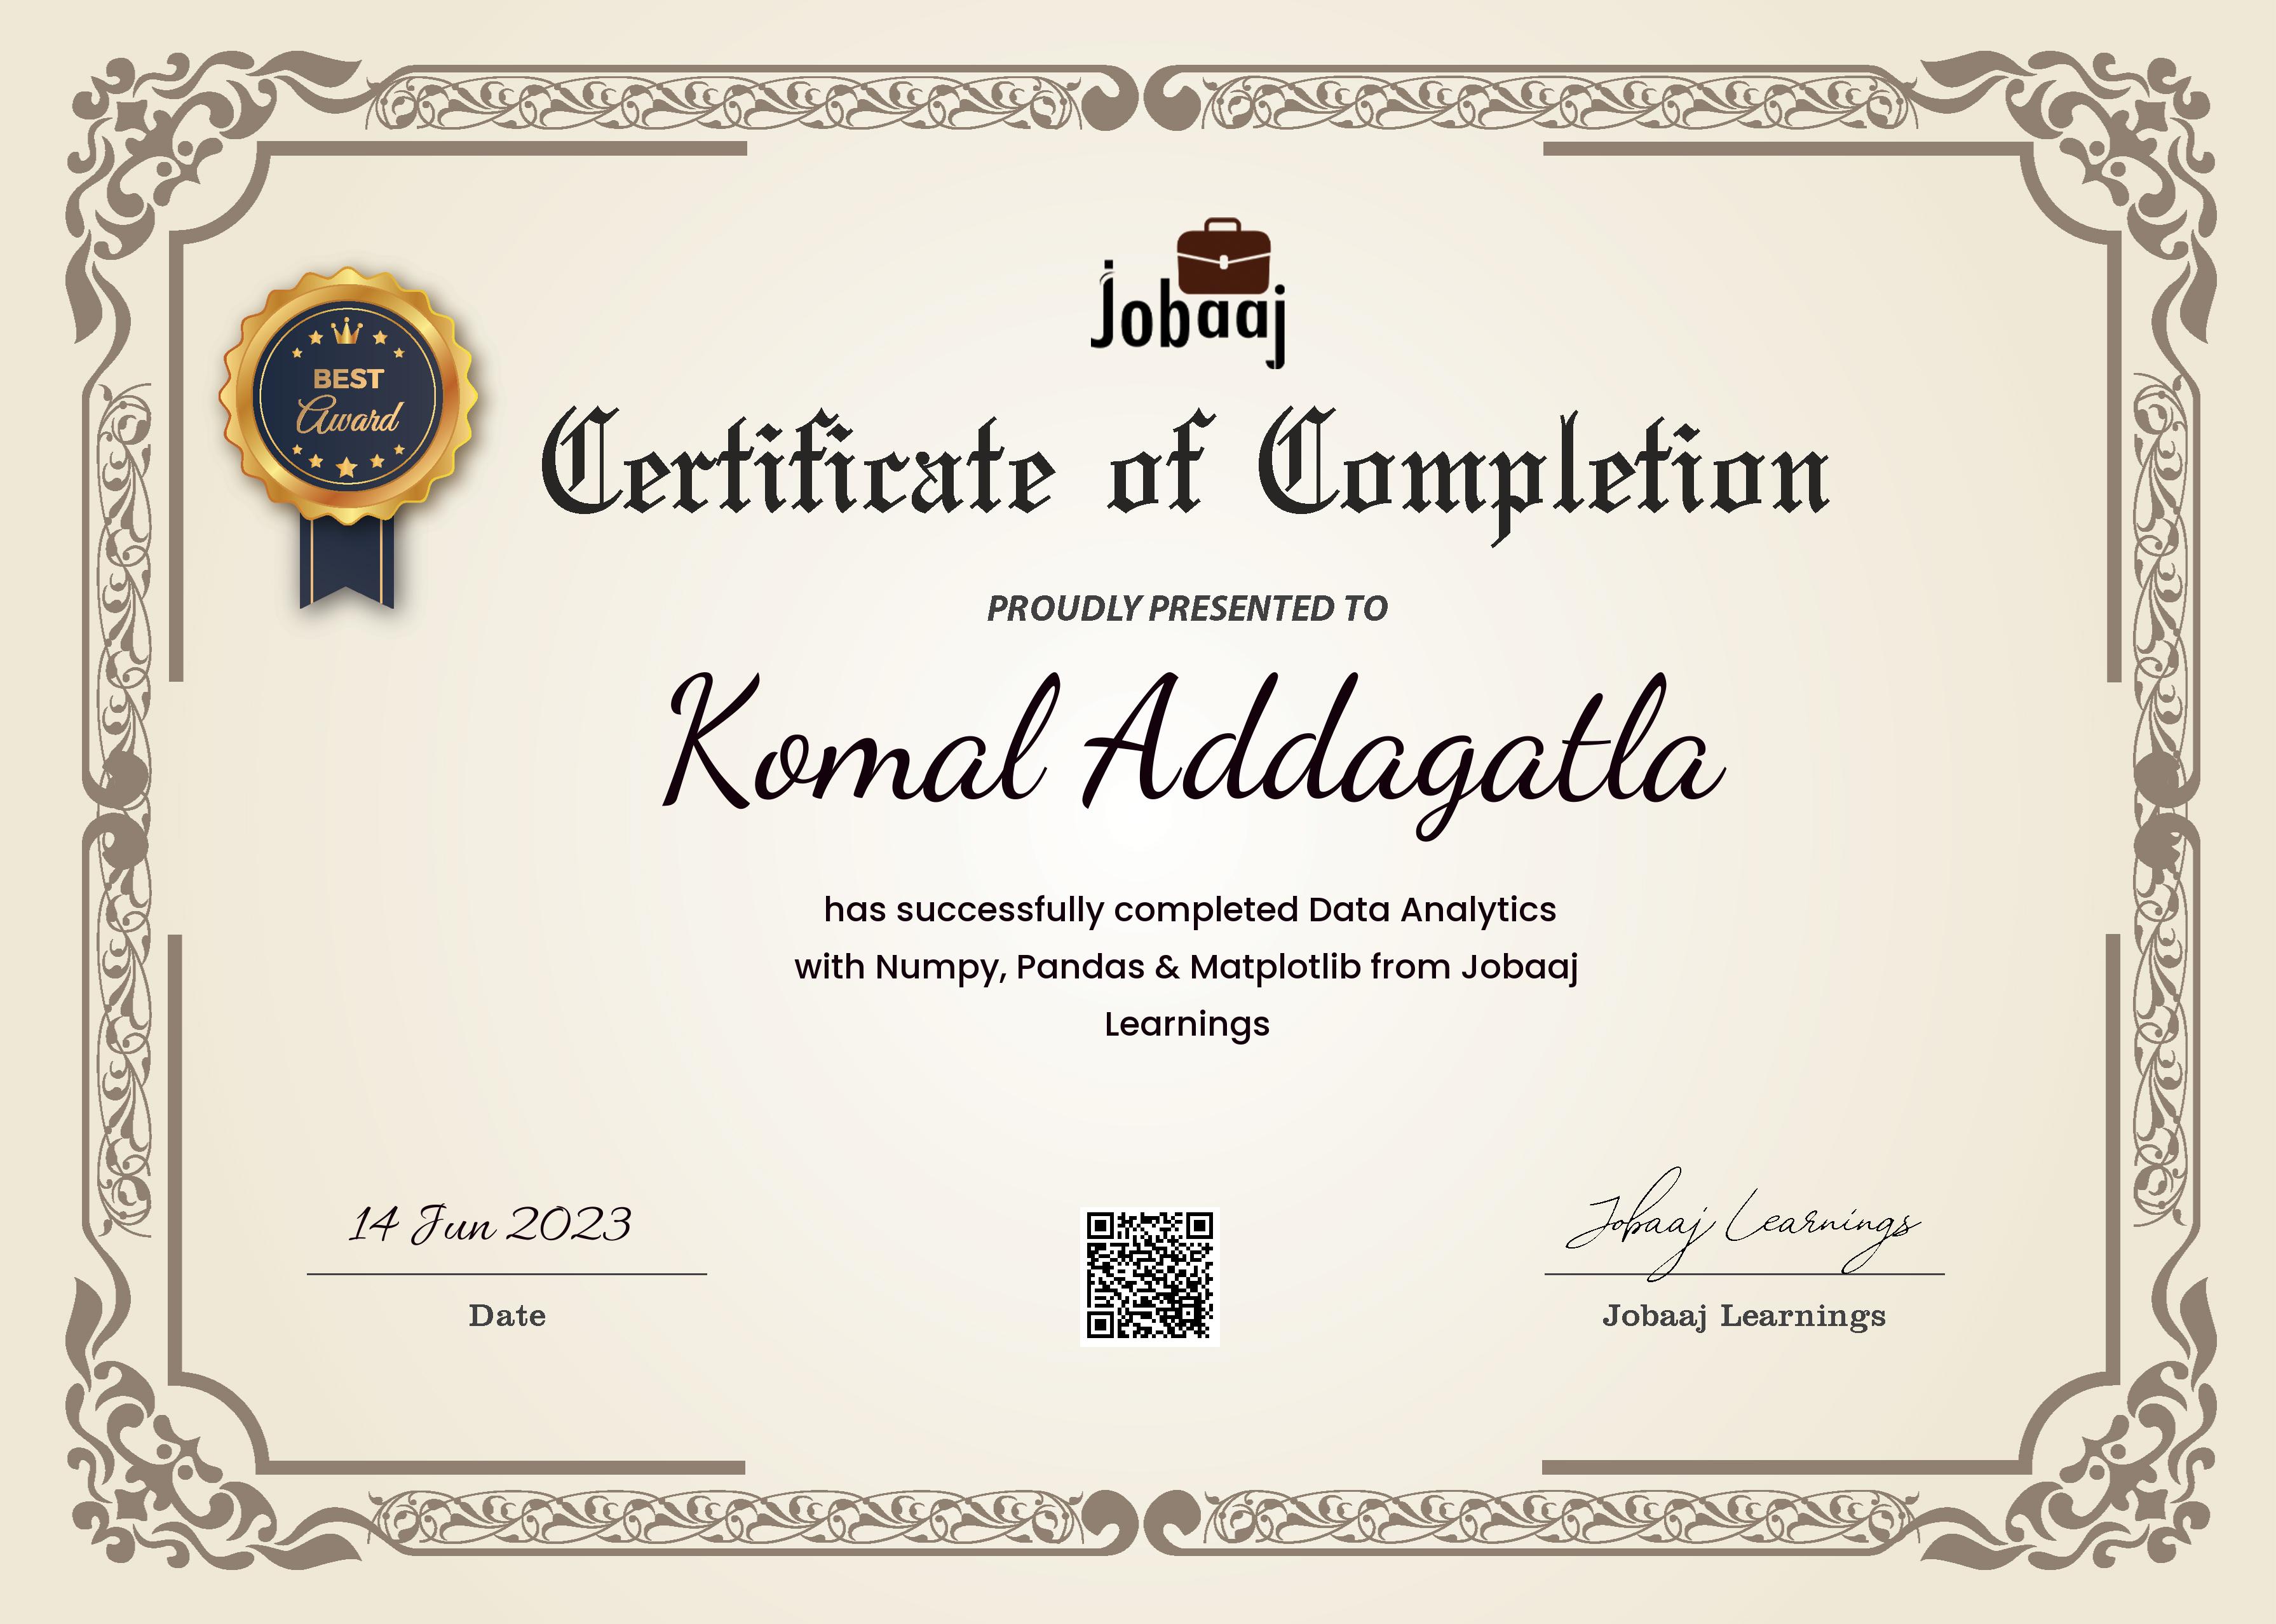 Jobaaj
BEST
Award
Certificate of Completion
PROUDLY PRESENTED TO
Komal Addagatla
has successfully completed Data Analytics
with Numpy, Pandas & Matplotlib from Jobaaj
Learnings
14 Jun 2023
Date
Jobaaj Learnings
Jobaaj Learnings